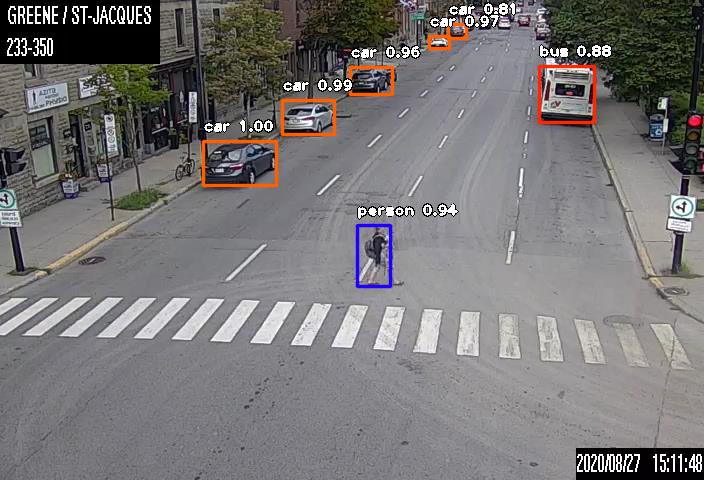 GREENE / ST-JACQUES
233-350
car 0.81
car 0.97
car 0.96
bus 0.88
car 0.99
AZITA
PHYSIO
car 1.00
person 0.94
2020/08/27 15:11:48